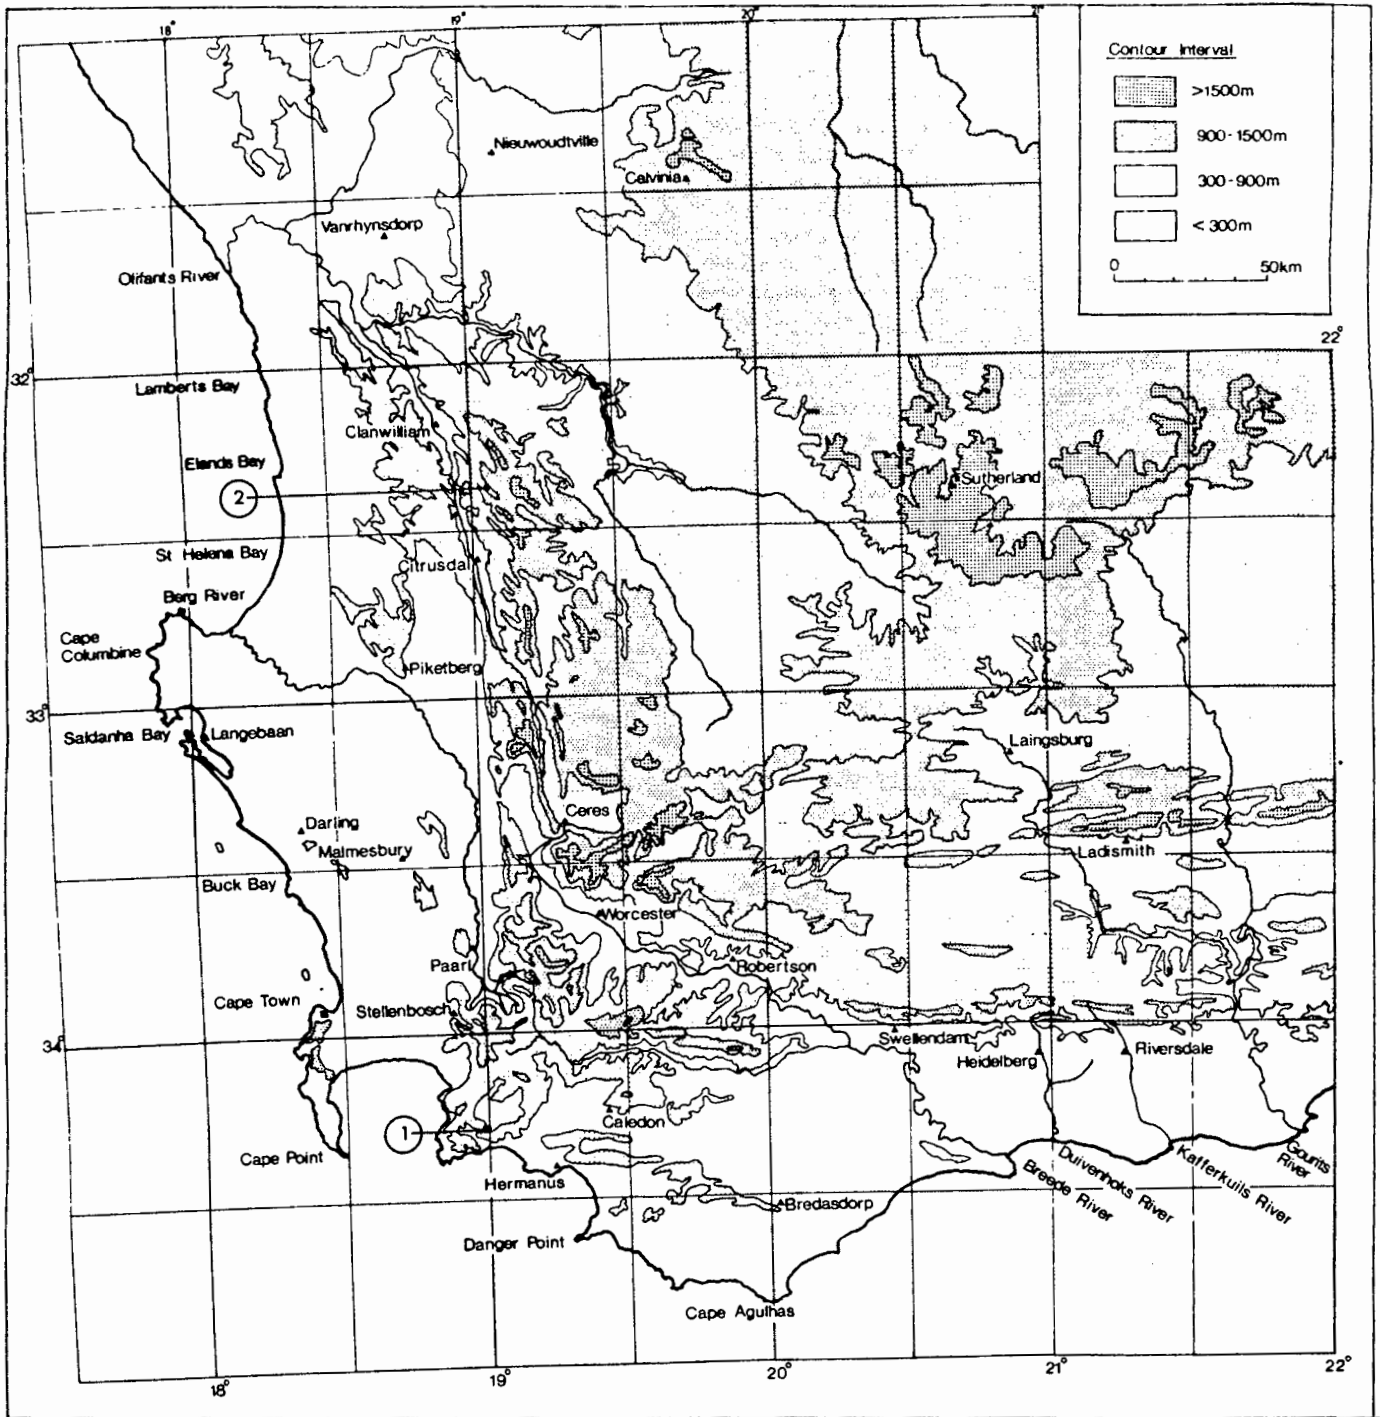 18°
19°
20°
21°
Contour Interval
>1500m
900-1500m
300-900m
< 300m
0 50km
22°
Nieuwoudtville
Calvinia
Vanrhynsdorp
Olifants River
32°
Lamberts Bay
Clanwilliam
Elands Bay
2
Sutherland
St Helena Bay
Citrusdal
Berg River
Cape
Columbine
Piketberg
33°
Saldanha Bay
Langebaan
Laingsburg
Ceres
Darling
Malmesbury
Ladismith
Buck Bay
Worcester
Paarl
Robertson
Cape Town
Stellenbosch
34°
Swellendam
Heidelberg
Riversdale
Caledon
1
Cape Point
Hermanus
Gourits
River
Duivenhoks River
Kafferkuils River
Breede River
Bredasdorp
Danger Point
Cape Agulhas
18°
19°
20°
21°
22°